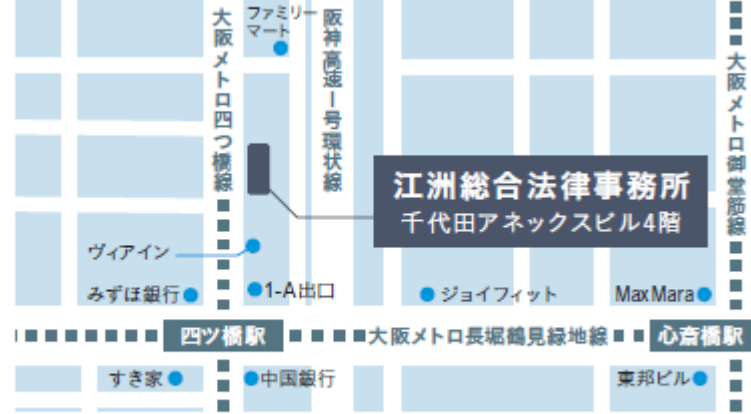 ファミリー
マート
大阪メトロ四つ橋線
阪神高速1号環状線
大阪メトロ御堂筋線
江洲総合法律事務所
千代田アネックスビル4階
ヴィアイン
みずほ銀行
1-A出口
ジョイフィット
MaxMara
四ツ橋駅
大阪メトロ長堀鶴見緑地線
心斎橋駅
すき家
中国銀行
東邦ビル